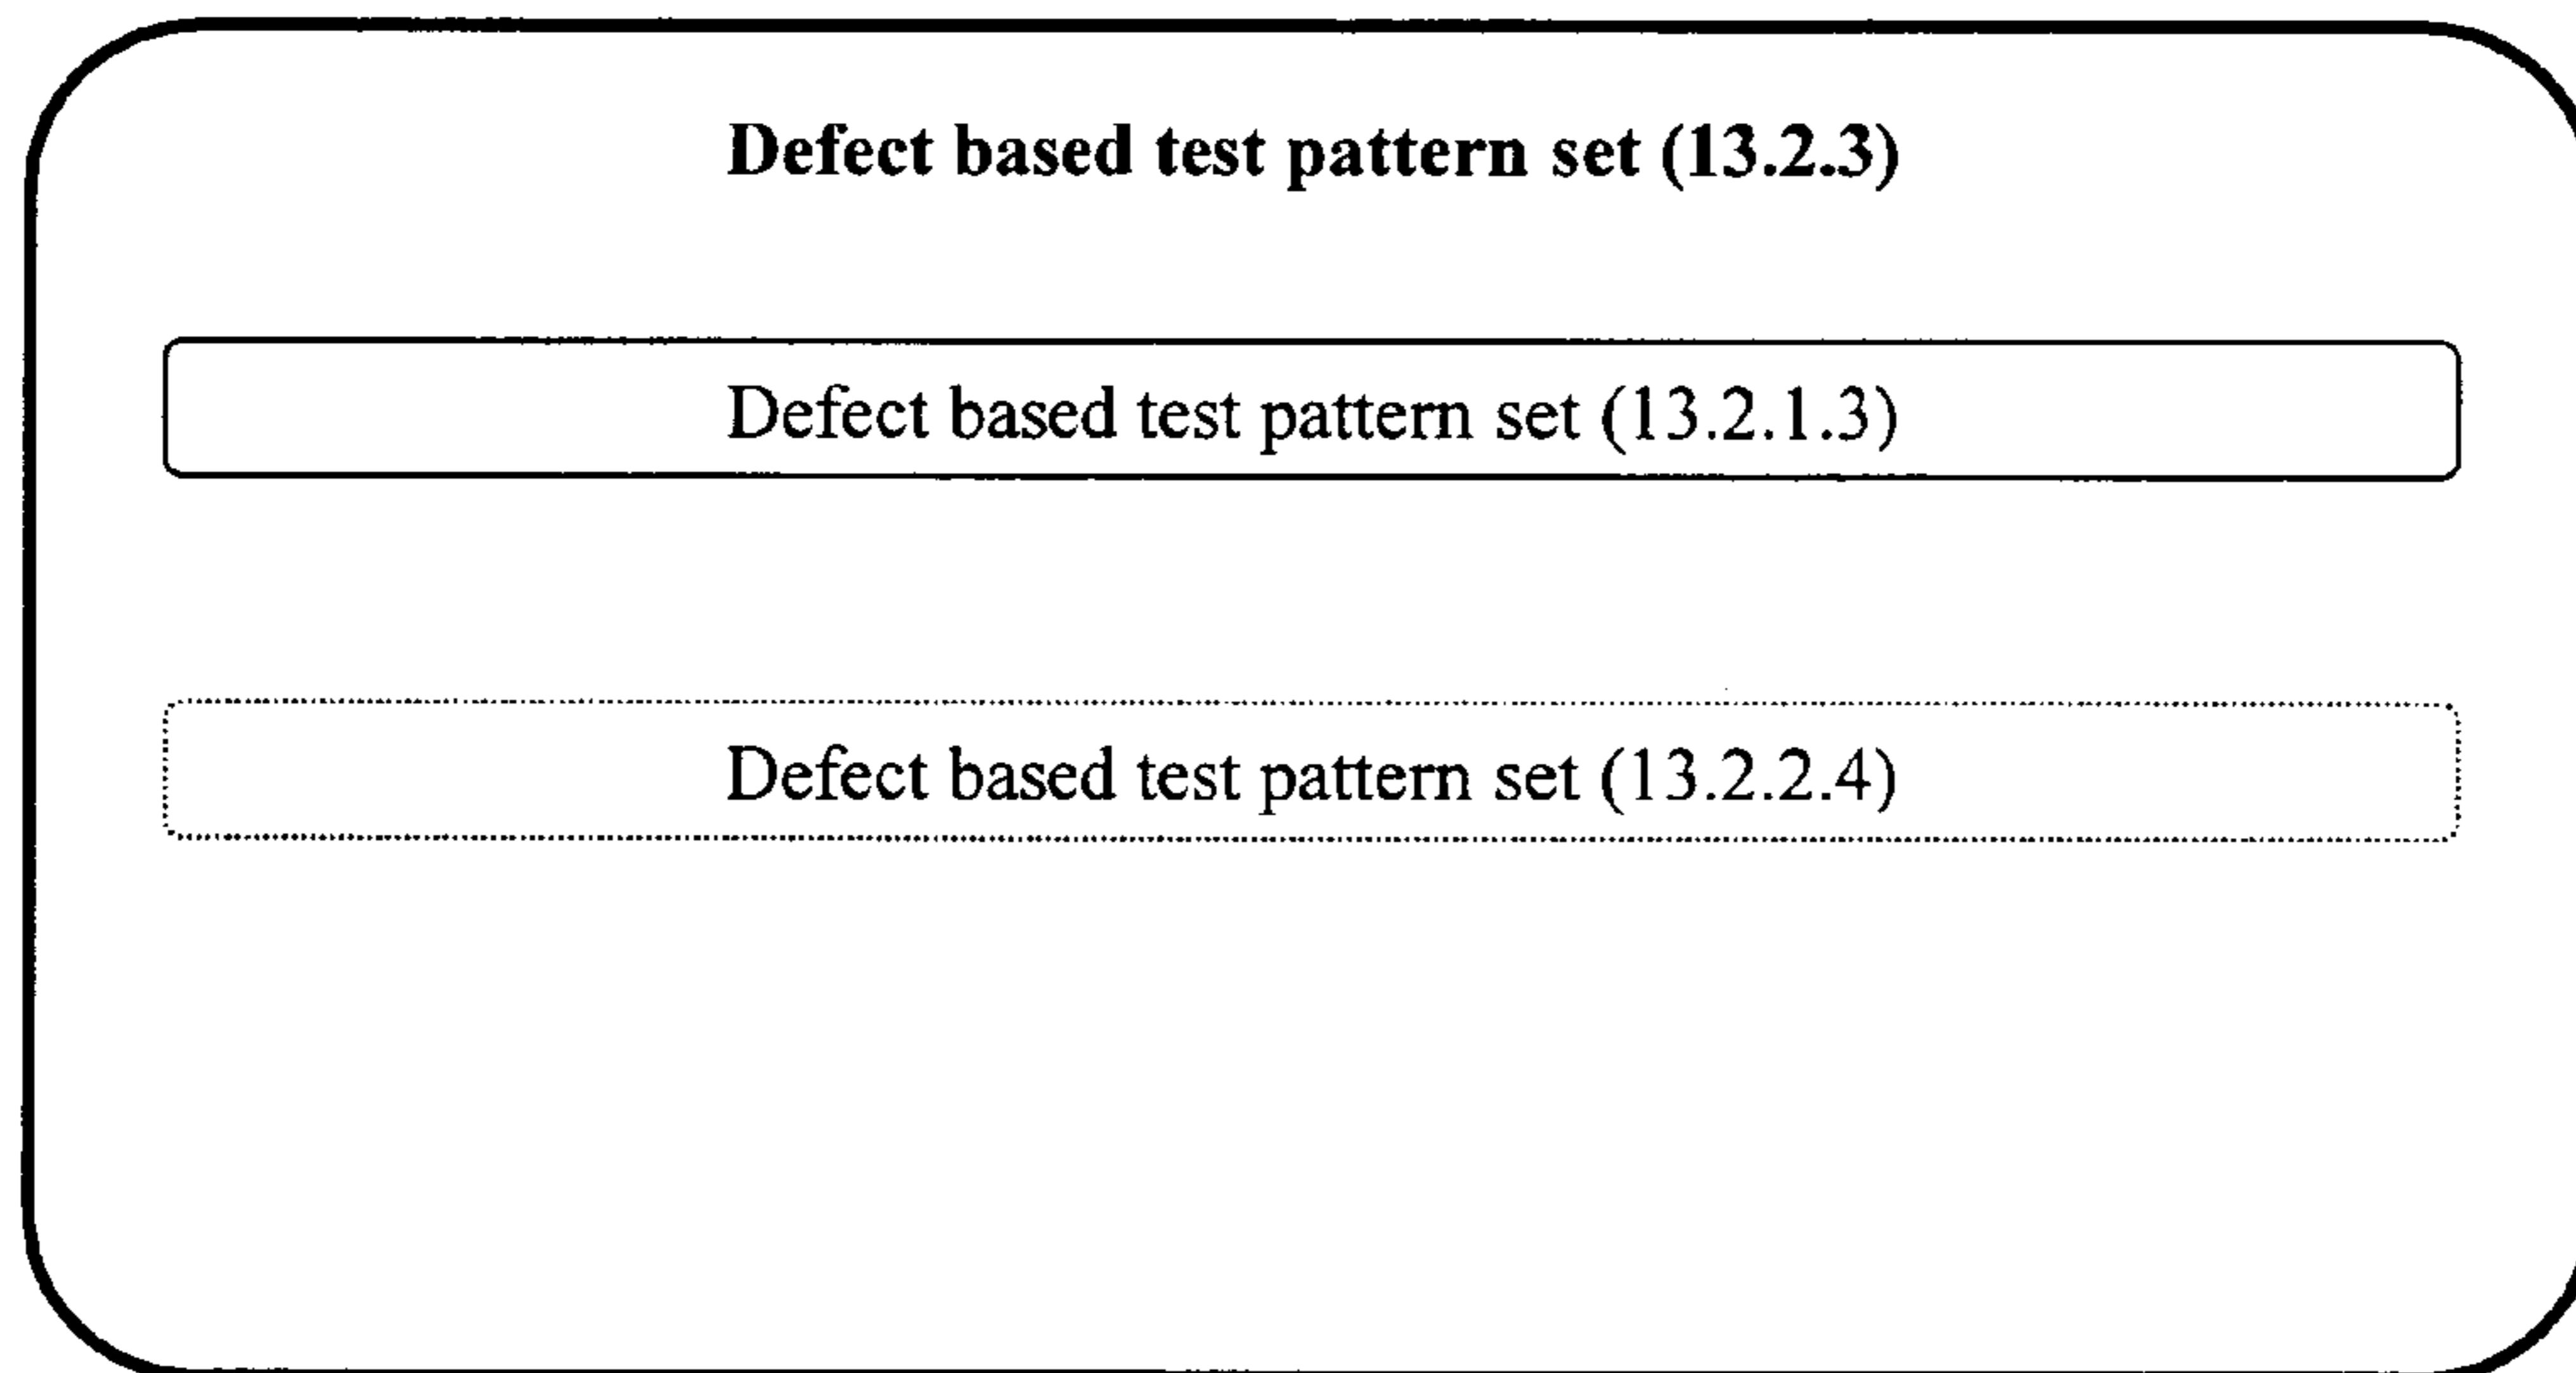 Defect based test pattern set (13.2.3)
Defect based test pattern set (13.2.1.3)
Defect based test pattern set (13.2.2.4)